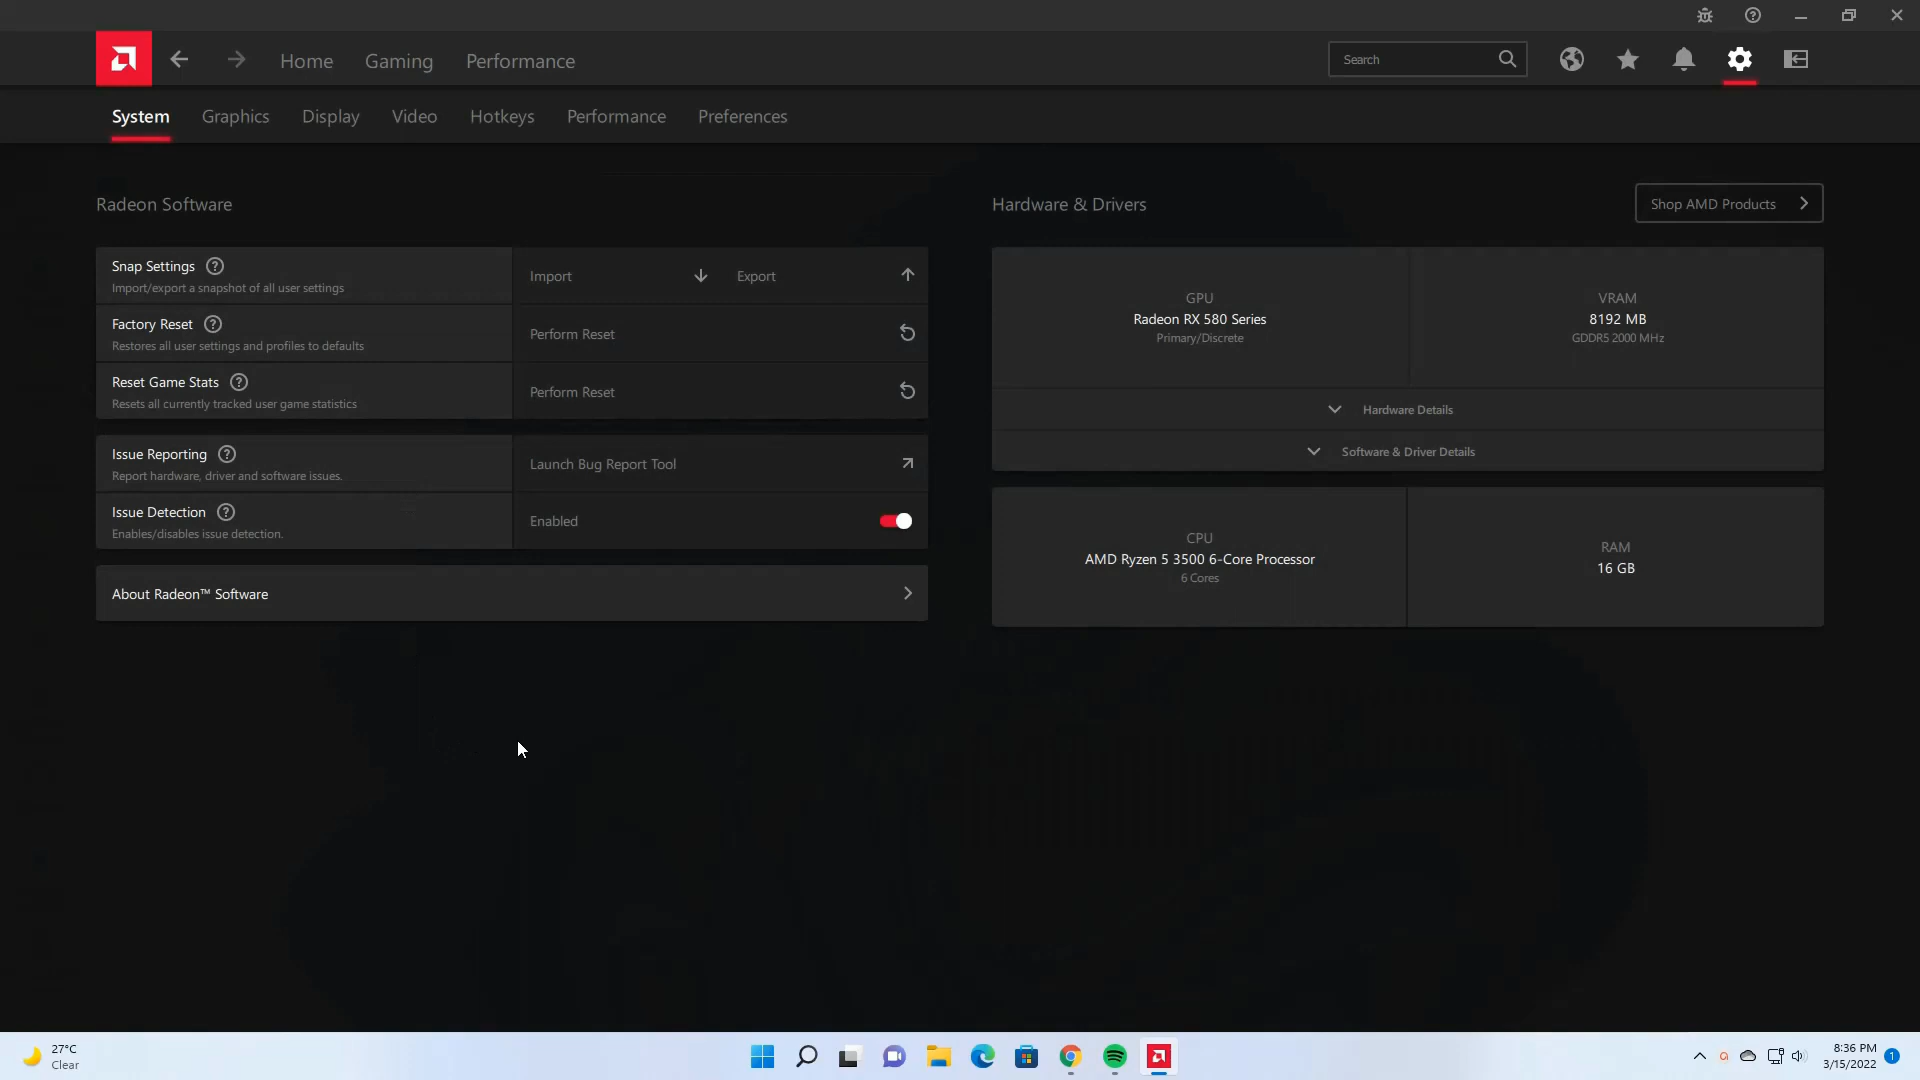 Home
Gaming
Performance
Search
System
Graphics
Display
Video
Hotkeys
Performance
Preferences
Radeon Software
Snap Settings
Import/export a snapshot of all user settings
Import
Export
Factory Reset
Restores all user settings and profiles to defaults
Perform Reset
Reset Game Stats
Resets all currently tracked user game statistics
Perform Reset
Issue Reporting
Report hardware, driver and software issues.
Launch Bug Report Tool
Issue Detection
Enables/disables issue detection.
Enabled
About Radeon™ Software
Hardware & Drivers
Shop AMD Products
GPU
Radeon RX 580 Series
Primary/Discrete
VRAM
8192 MB
GDDR5 2000 MHz
Hardware Details
Software & Driver Details
CPU
AMD Ryzen 5 3500 6-Core Processor
6 Cores
RAM
16 GB
27°C
Clear
8:36 PM
3/15/2022
1